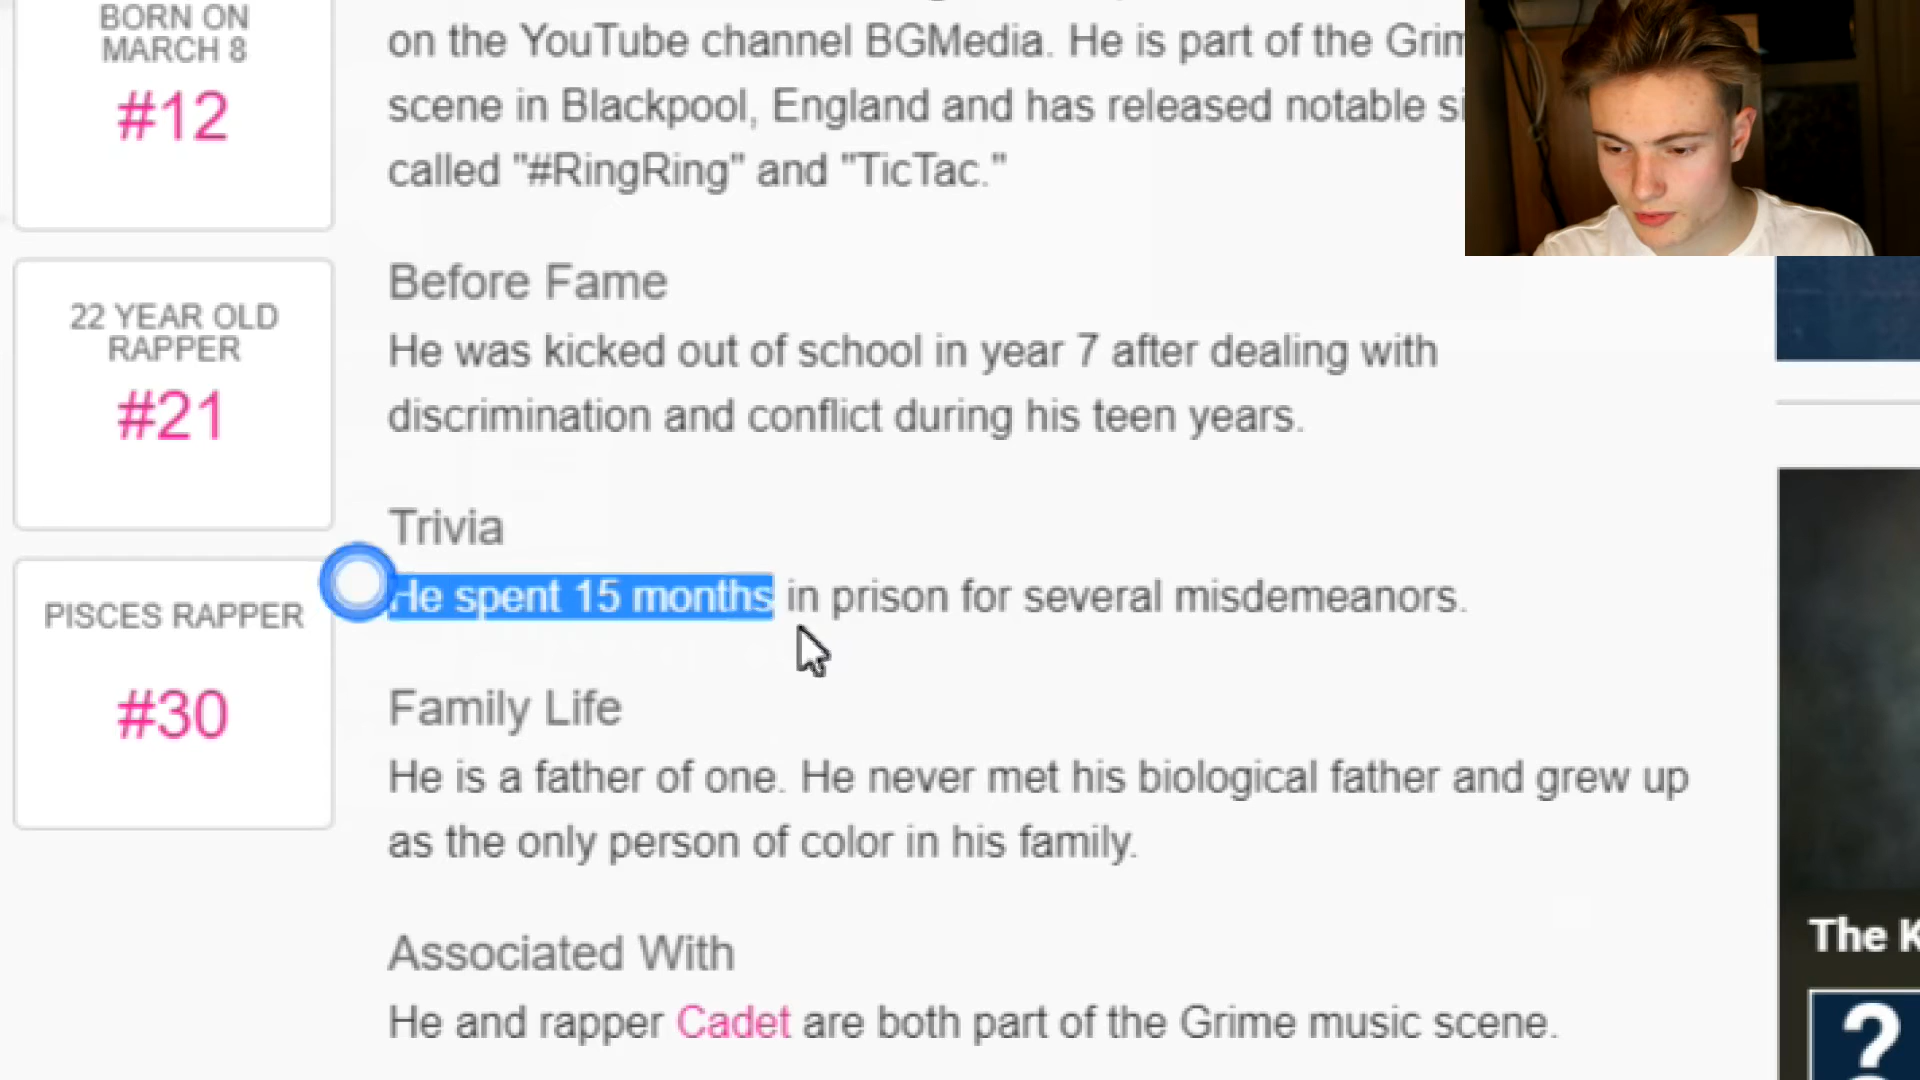 BORN ON
MARCH 8
#12
22 YEAR OLD
RAPPER
#21
PISCES RAPPER
#30
on the YouTube channel BGMedia. He is part of the Grim
scene in Blackpool, England and has released notable si
called "#RingRing" and "TicTac."
Before Fame
He was kicked out of school in year 7 after dealing with
discrimination and conflict during his teen years.
Trivia
He spent 15 months in prison for several misdemeanors.
Family Life
He is a father of one. He never met his biological father and grew up
as the only person of color in his family.
Associated With
He and rapper Cadet are both part of the Grime music scene.
The K
?